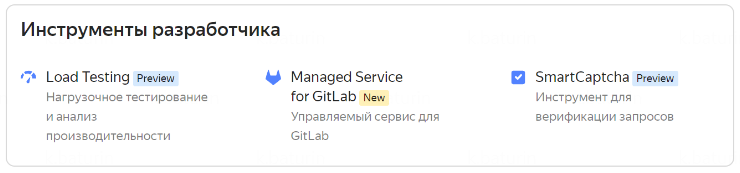 Инструменты разработчика
Load Testing Preview
Нагрузочное тестирование
и анализ
производительности
Managed Service
for GitLab New
Управляемый сервис для
GitLab
SmartCaptcha Preview
Инструмент для
верификации запросов